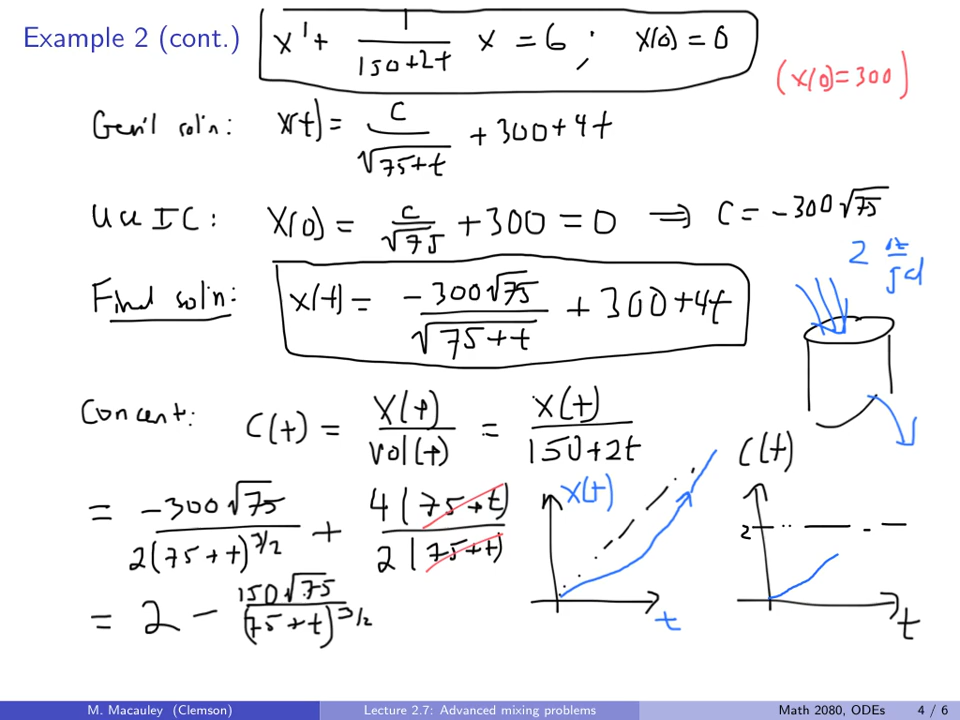 Example 2 (cont.)
x' + 1/(150+2t) x = 6 ; x(0) = 0
(x(0) = 300)
Gen'l sol'n: x(t) = C/√(75+t) + 300 + 4t
Use IC: x(0) = C/√75 + 300 = 0 ⟹ C = -300√75
Final sol'n: x(t) = -300√75/√(75+t) + 300 + 4t
2 oz/gal
Concent: C(t) = x(t)/vol(t) = x(t)/(150+2t)
= -300√75/2(75+t)^3/2 + 4(75+t)/2(75+t)
= 2 - 150√75/(75+t)^3/2
x(t)
t
C(t)
2
t
M. Macauley (Clemson) Lecture 2.7: Advanced mixing problems Math 2080, ODEs 4 / 6